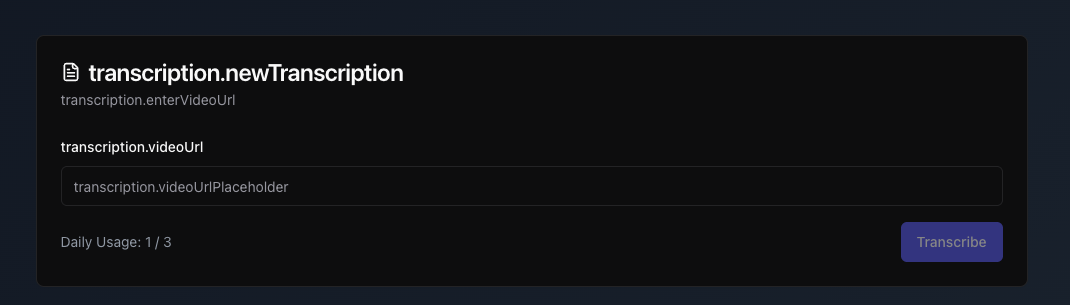 transcription.newTranscription
transcription.enterVideoUrl
transcription.videoUrl
transcription.videoUrlPlaceholder
Daily Usage: 1 / 3
Transcribe